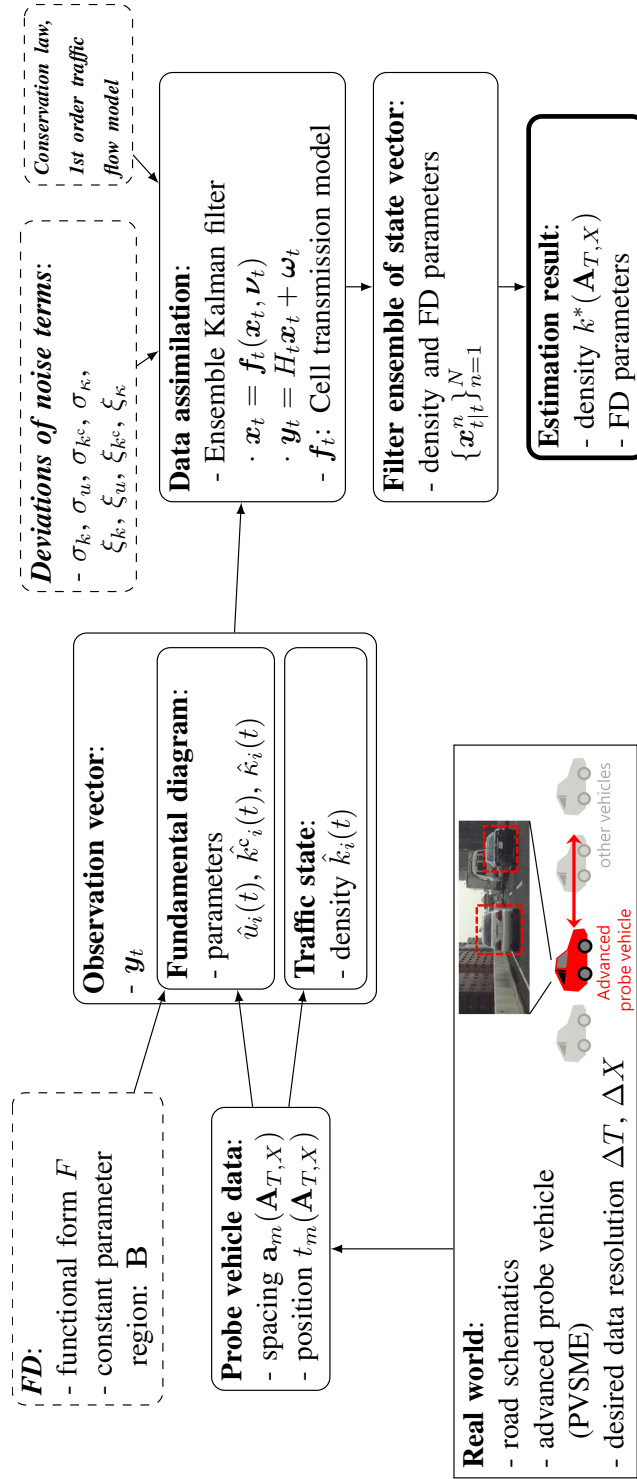 FD:
- functional form F
- constant parameter
region: B
Probe vehicle data:
- spacing a_m(A_{T,X})
- position t_m(A_{T,X})
Real world:
- road schematics
- advanced probe vehicle
(PVSME)
- desired data resolution ΔT, ΔX
Advanced
probe vehicle
other vehicles
Observation vector:
- y_t
Fundamental diagram:
- parameters
û_i(t), k̂^c_i(t), κ̂_i(t)
Traffic state:
- density k̂_i(t)
Deviations of noise terms:
- σ_k, σ_u, σ_{k^c}, σ_κ,
ξ_k, ξ_u, ξ_{k^c}, ξ_κ
Conservation law,
1st order traffic
flow model
Data assimilation:
- Ensemble Kalman filter
· x_t = f_t(x_t, ν_t)
· y_t = H_t x_t + ω_t
- f_t: Cell transmission model
Filter ensemble of state vector:
- density and FD parameters
{x^n_{t|t}}^N_{n=1}
Estimation result:
- density k*(A_{T,X})
- FD parameters